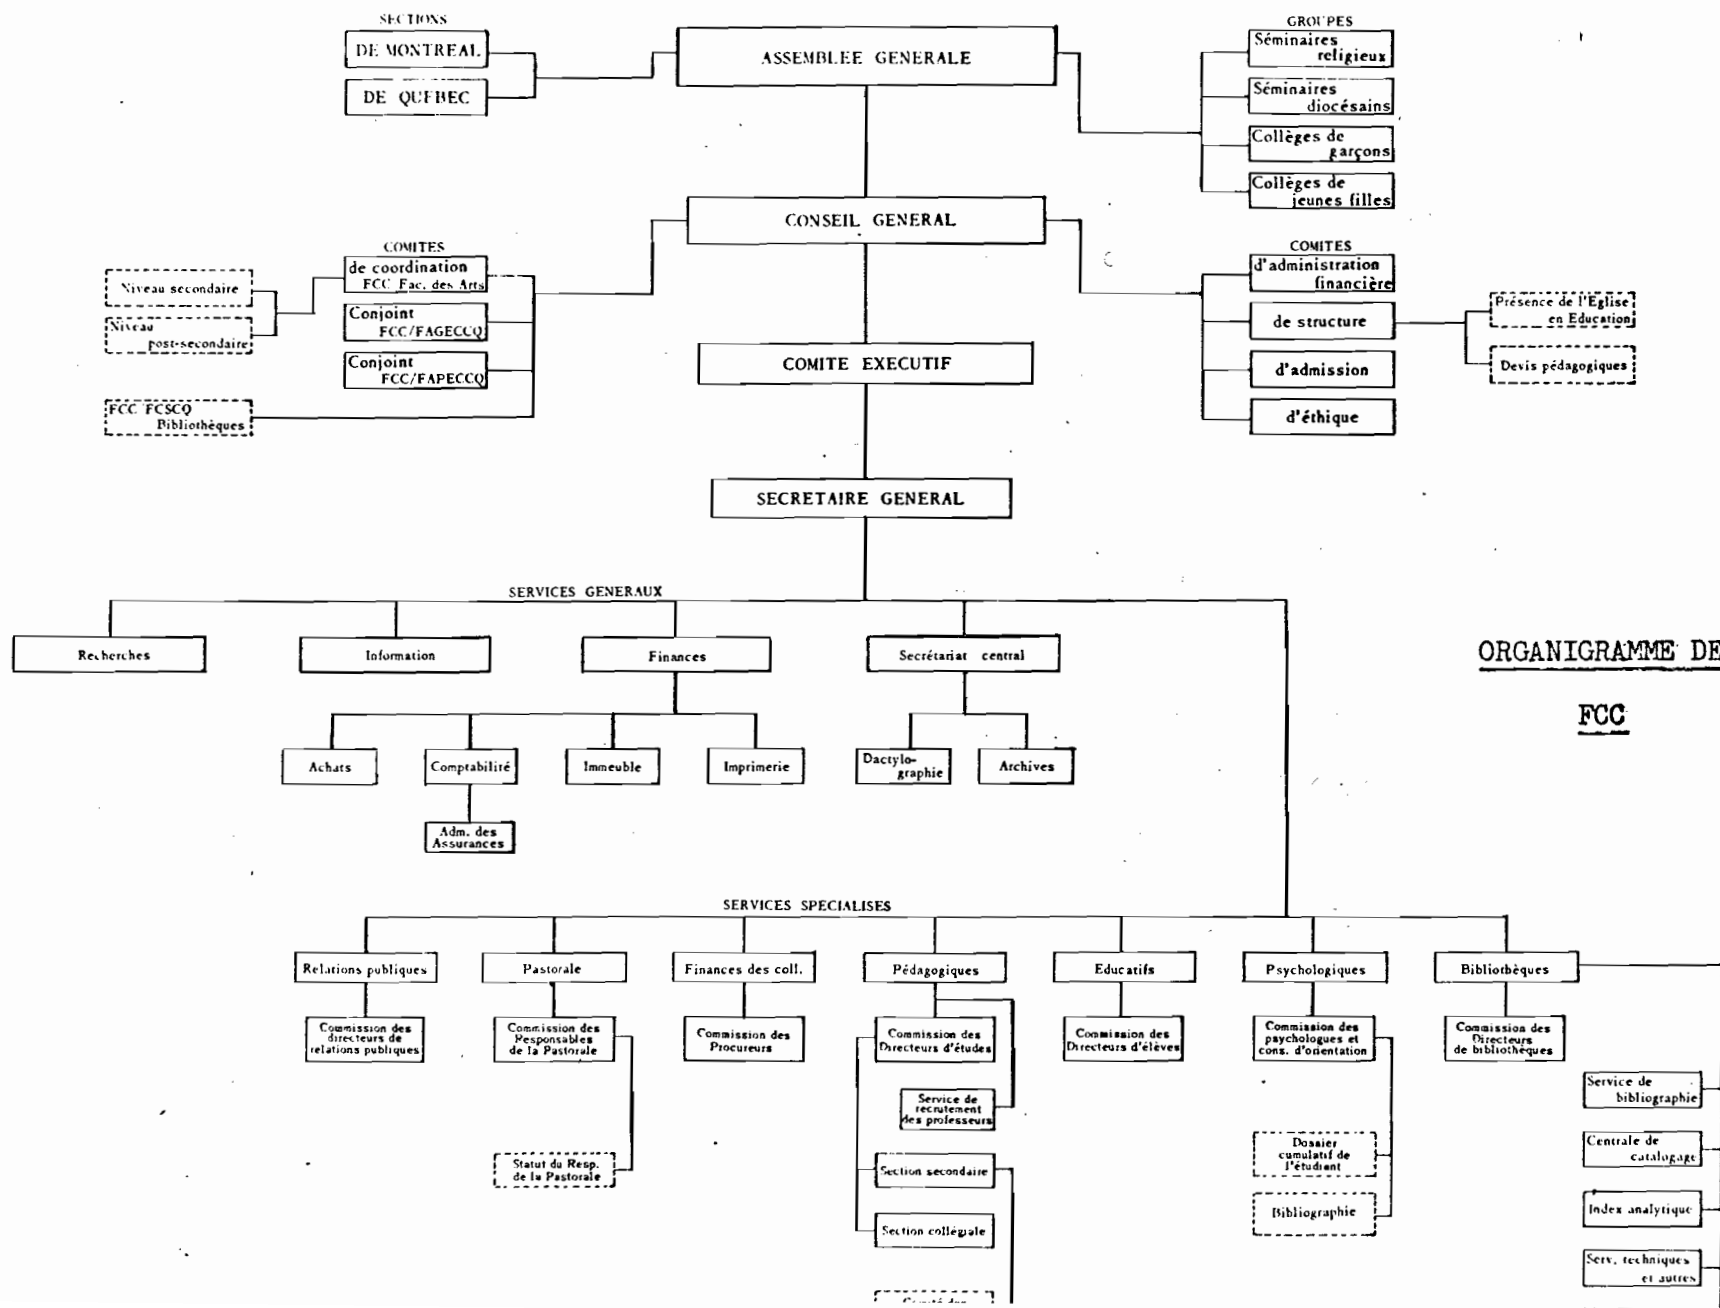 SECTIONS
DE MONTREAL
DE QUEBEC
ASSEMBLEE GENERALE
GROUPES
Séminaires
religieux
Séminaires
diocésains
Collèges de
garçons
Collèges de
jeunes filles
CONSEIL GENERAL
COMITES
de coordination
FCC Fac. des Arts
Conjoint
FCC/FAGECCQ
Conjoint
FCC/FAPECCQ
Niveau secondaire
Niveau
post-secondaire
FCC FCSCQ
Bibliothèques
COMITES
d'administration
financière
de structure
d'admission
d'éthique
Présence de l'Eglise
en Education
Devis pédagogiques
COMITE EXECUTIF
SECRETAIRE GENERAL
SERVICES GENERAUX
Recherches
Information
Finances
Secrétariat central
ORGANIGRAMME DE
FCC
Achats
Comptabilité
Immeuble
Imprimerie
Dactylo-
graphie
Archives
Adm. des
Assurances
SERVICES SPECIALISES
Relations publiques
Pastorale
Finances des coll.
Pédagogiques
Educatifs
Psychologiques
Bibliothèques
Commission des
directeurs de
relations publiques
Commission des
Responsables
de la Pastorale
Commission des
Procureurs
Commission des
Directeurs d'études
Commission des
Directeurs d'élèves
Commission des
psychologues et
cons. d'orientation
Commission des
Directeurs
de bibliothèques
Service de
recrutement
des professeurs
Service de
bibliographie
Statut du Resp.
de la Pastorale
Section secondaire
Dossier
cumulatif de
l'étudiant
Centrale de
catalogage
Section collégiale
Bibliographie
Index analytique
Serv. techniques
et autres